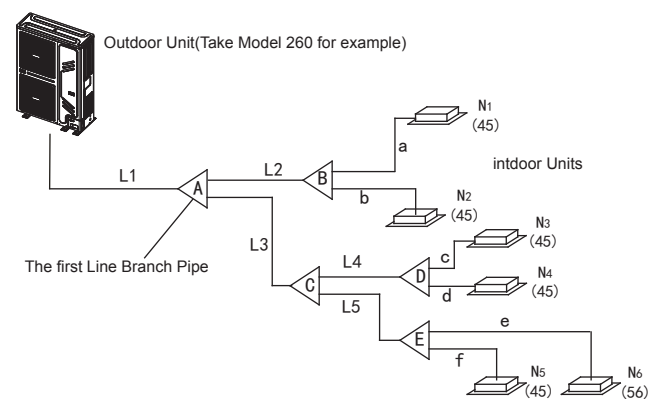 Outdoor Unit(Take Model 260 for example)
N1
(45)
a
intdoor Units
L1
A
L2
B
b
N2
(45)
The first Line Branch Pipe
L3
N3
(45)
c
L4
D
d
N4
(45)
C
L5
E
e
f
N5
(45)
N6
(56)